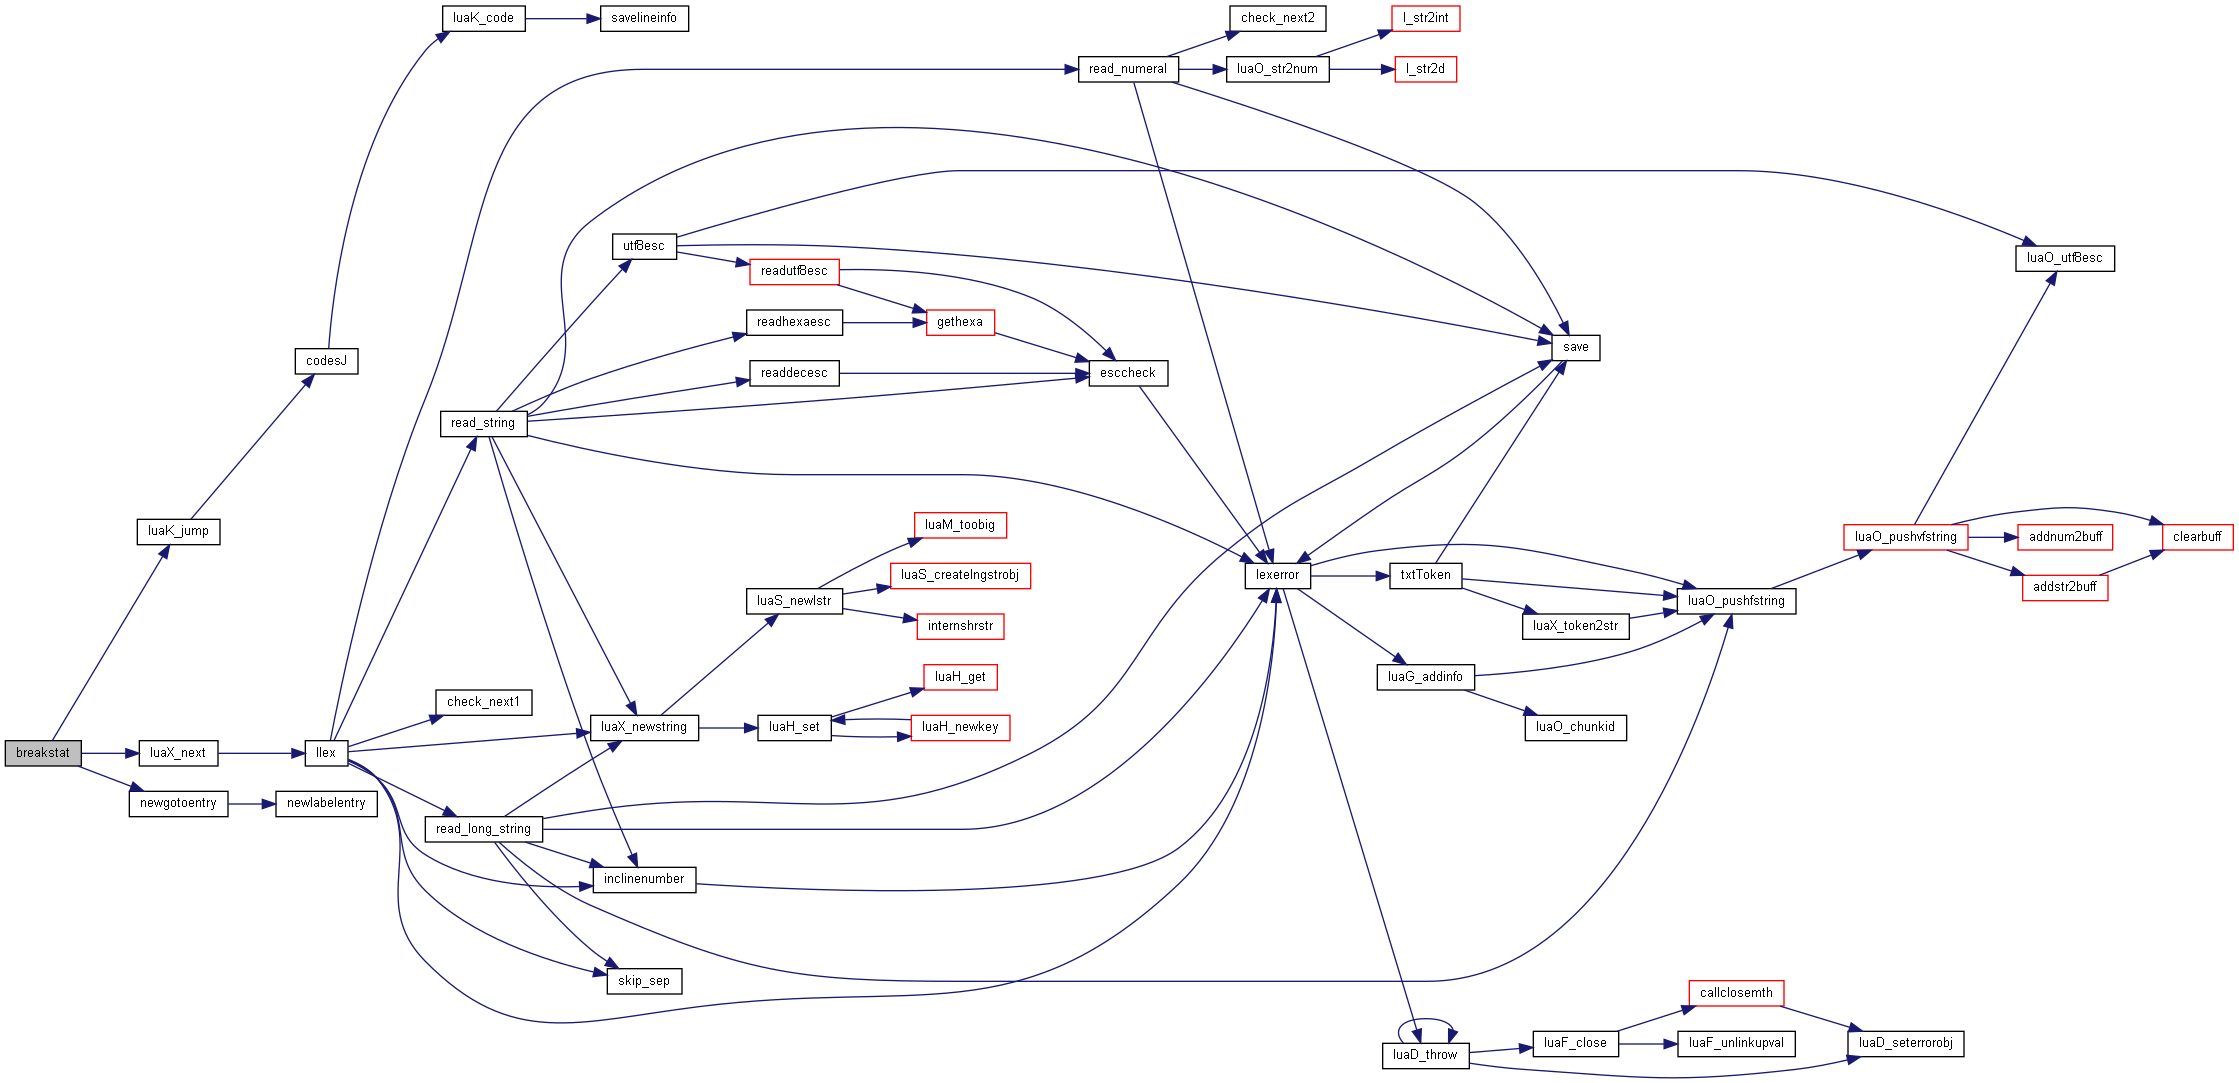 breakstat
luaK_jump
luaX_next
newgotoentry
codesJ
llex
newlabelentry
luaK_code
read_string
check_next1
read_long_string
savelineinfo
utf8esc
luaX_newstring
inclinenumber
skip_sep
readutf8esc
readhexaesc
readdecesc
luaS_newlstr
luaH_set
gethexa
luaM_toobig
luaS_createlngstrobj
internshrstr
luaH_get
luaH_newkey
read_numeral
esccheck
check_next2
luaO_str2num
lexerror
l_str2int
l_str2d
txtToken
luaG_addinfo
luaD_throw
save
luaX_token2str
luaO_chunkid
luaF_close
luaO_pushfstring
callclosemth
luaF_unlinkupval
luaO_pushvfstring
luaD_seterrorobj
luaO_utf8esc
addnum2buff
addstr2buff
clearbuff